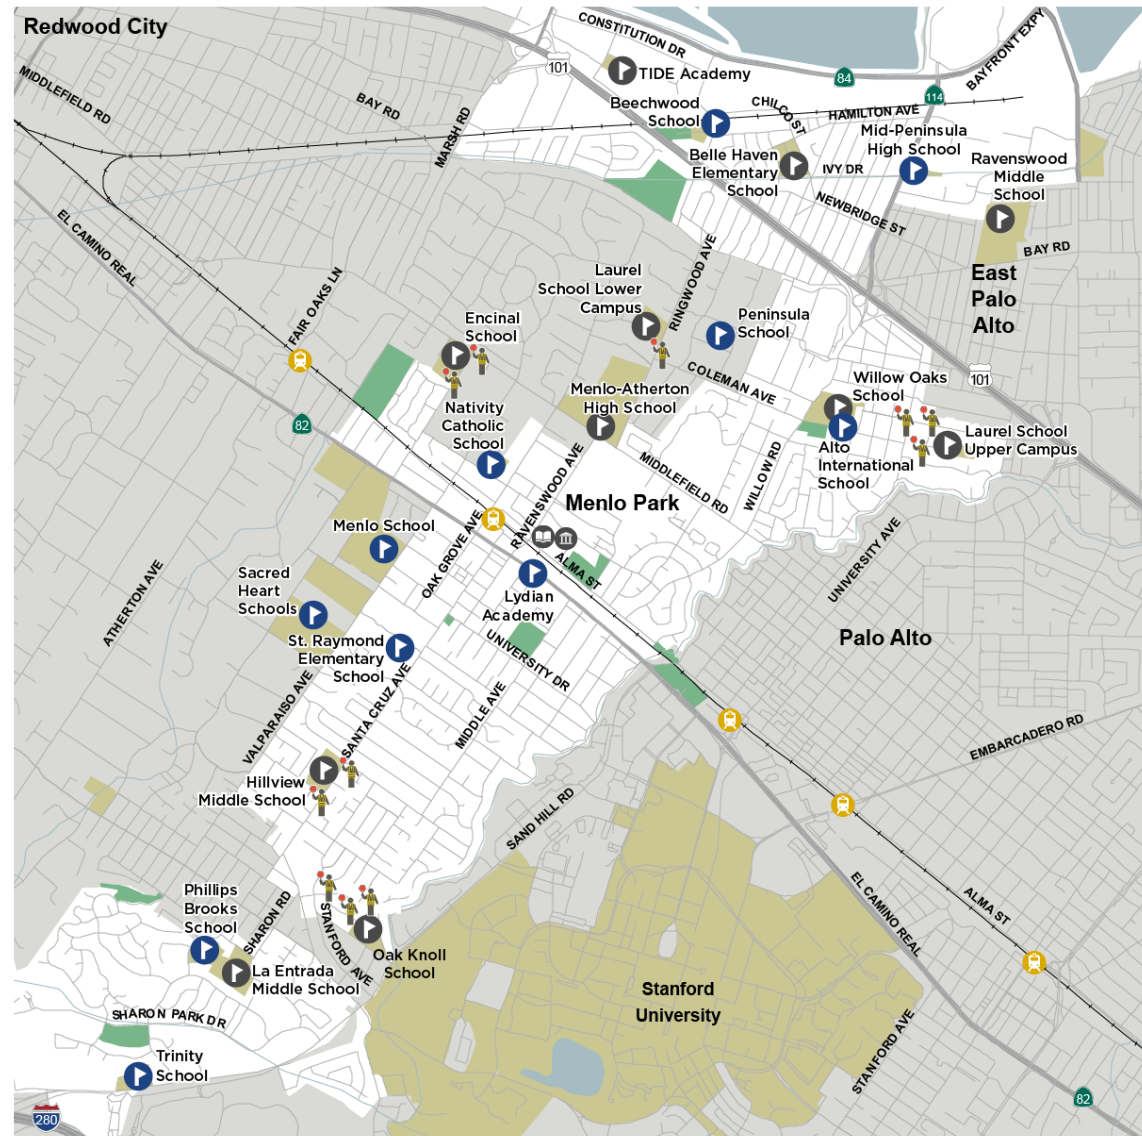 Redwood City
CONSTITUTION DR
BAYFRONT EXPY
101
MIDDLEFIELD RD
TIDE Academy
84
BAY RD
114
Beechwood
School
CHILCO ST
HAMILTON AVE
MARSH RD
Mid-Peninsula
High School
Belle Haven
Elementary
School
IVY DR
Ravenswood
Middle
School
NEWBRIDGE ST
EL CAMINO REAL
BAY RD
RINGWOOD AVE
East
Palo
Alto
Laurel
School Lower
Campus
FAIR OAKS LN
Encinal
School
Peninsula
School
COLEMAN AVE
101
Willow Oaks
School
Menlo-Atherton
High School
82
Nativity
Catholic
School
Laurel School
Upper Campus
Alto
International
School
RAVENSWOOD AVE
MIDDLEFIELD RD
WILLOW RD
Menlo Park
Menlo School
OAK GROVE AVE
UNIVERSITY AVE
ALMA ST
ATHERTON AVE
Sacred
Heart
Schools
Lydian
Academy
Palo Alto
St. Raymond
Elementary
School
UNIVERSITY DR
SANTA CRUZ AVE
VALPARAISO AVE
MIDDLE AVE
EMBARCADERO RD
Hillview
Middle School
SAND HILL RD
EL CAMINO REAL
ALMA ST
Phillips
Brooks
School
SHARON RD
STANFORD AVE
Oak Knoll
School
La Entrada
Middle School
Stanford
University
SHARON PARK DR
STANFORD AVE
Trinity
School
280
82